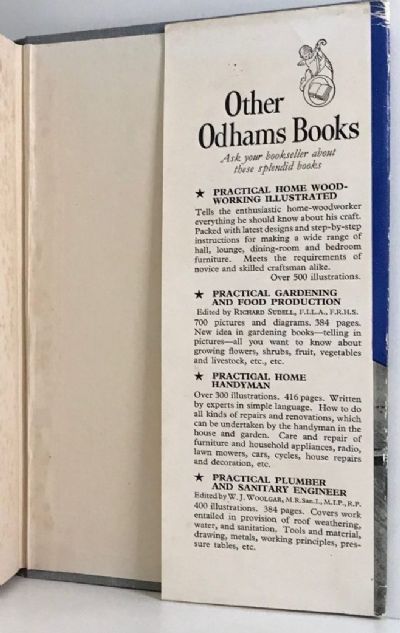 Other
Odhams Books
Ask your bookseller about
these splendid books
★ PRACTICAL HOME WOOD-
WORKING ILLUSTRATED
Tells the enthusiastic home-woodworker
everything he should know about his craft.
Packed with latest designs and step-by-step
instructions for making a wide range of
hall, lounge, dining-room and bedroom
furniture. Meets the requirements of
novice and skilled craftsman alike.
Over 500 illustrations.
★ PRACTICAL GARDENING
AND FOOD PRODUCTION
Edited by RICHARD SUDELL, F.I.L.A., F.R.H.S.
700 pictures and diagrams. 384 pages.
New idea in gardening books—telling in
pictures—all you want to know about
growing flowers, shrubs, fruit, vegetables
and livestock, etc., etc.
★ PRACTICAL HOME
HANDYMAN
Over 300 illustrations. 416 pages. Written
by experts in simple language. How to do
all kinds of repairs and renovations, which
can be undertaken by the handyman in the
house and garden. Care and repair of
furniture and household appliances, radio,
lawn mowers, cars, cycles, house repairs
and decoration, etc.
★ PRACTICAL PLUMBER
AND SANITARY ENGINEER
Edited by W. J. WOOLGAR, M.R.San.I., M.I.P., R.P.
400 illustrations. 384 pages. Covers work
entailed in provision of roof weathering,
water, and sanitation. Tools and material,
drawing, metals, working principles, pres-
sure tables, etc.